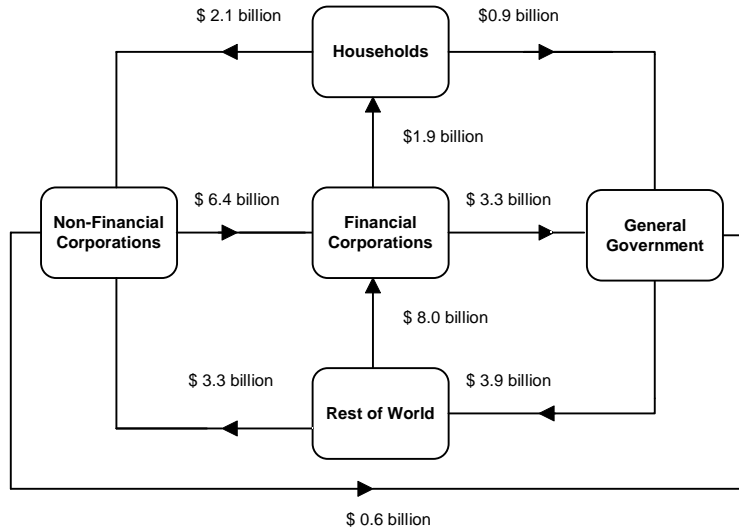 $ 2.1 billion
$0.9 billion
Households
$1.9 billion
$ 6.4 billion
$ 3.3 billion
Non-Financial
Corporations
Financial
Corporations
General
Government
$ 8.0 billion
$ 3.3 billion
$ 3.9 billion
Rest of World
$ 0.6 billion